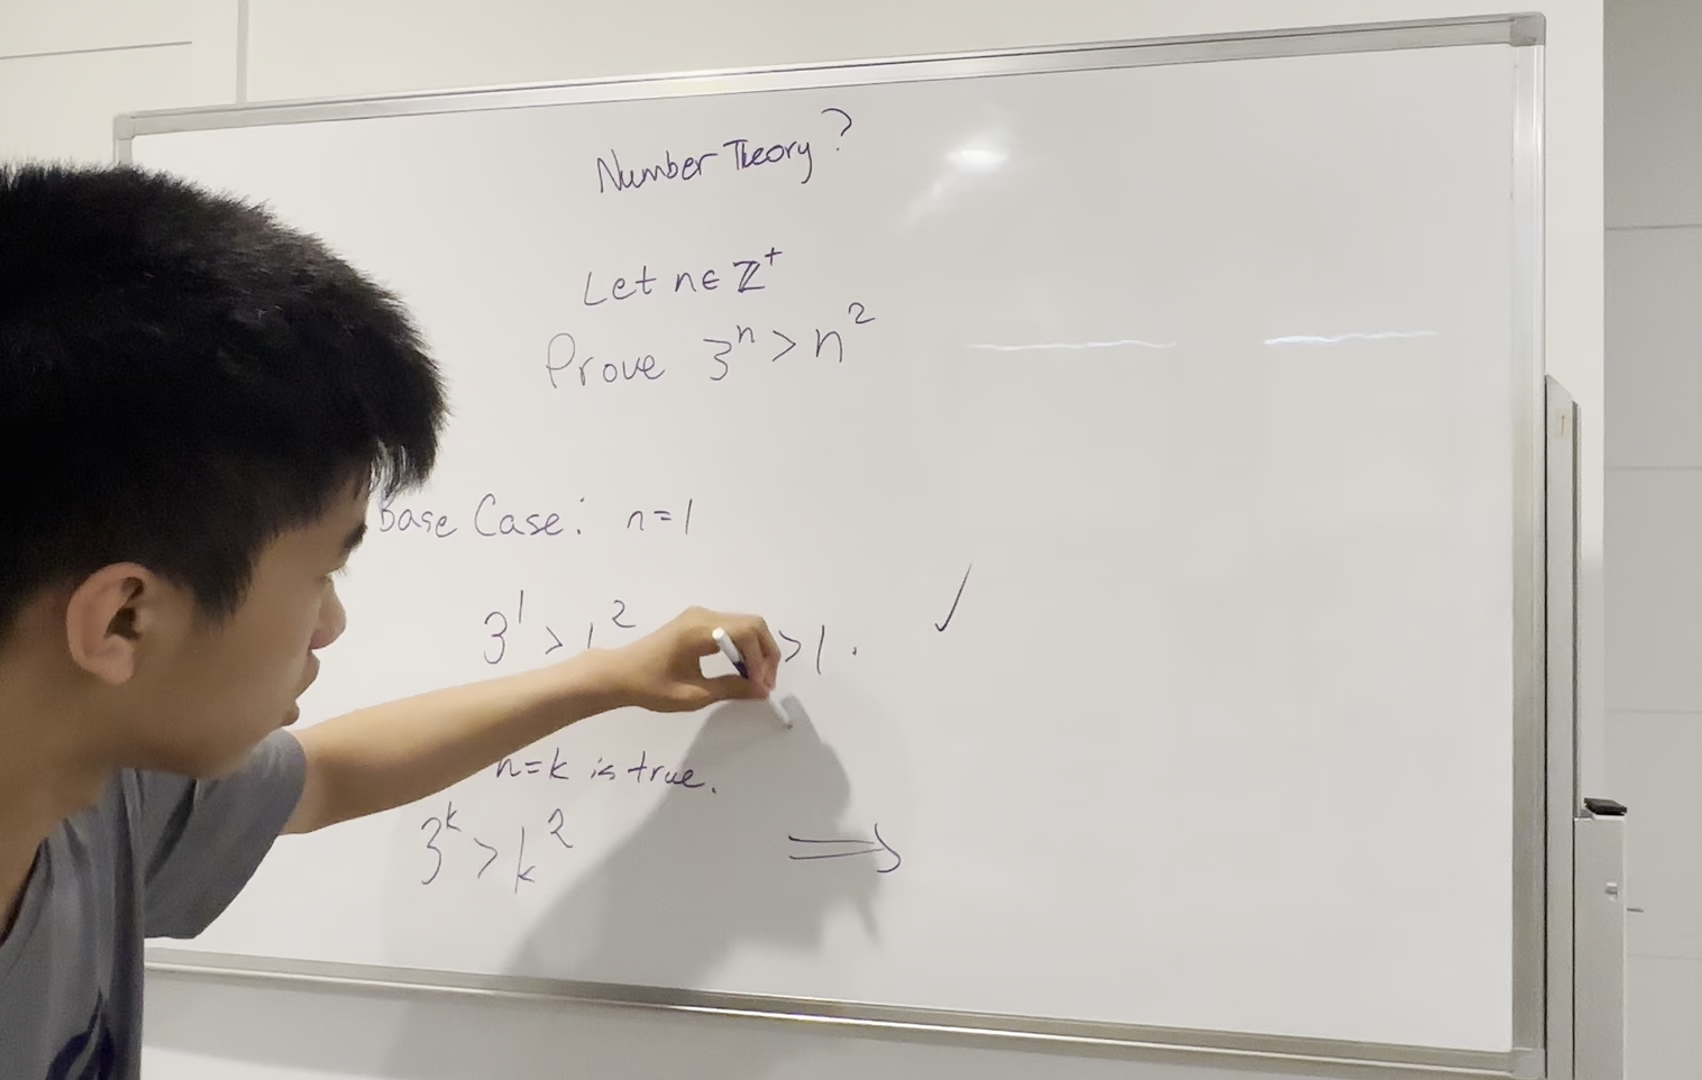 Number Theory?
Let n ∈ ℤ⁺
Prove 3ⁿ > n²
Base Case: n=1
3¹ > 1² > 1.  ✓
n=k is true.
3ᵏ > k² ⟹